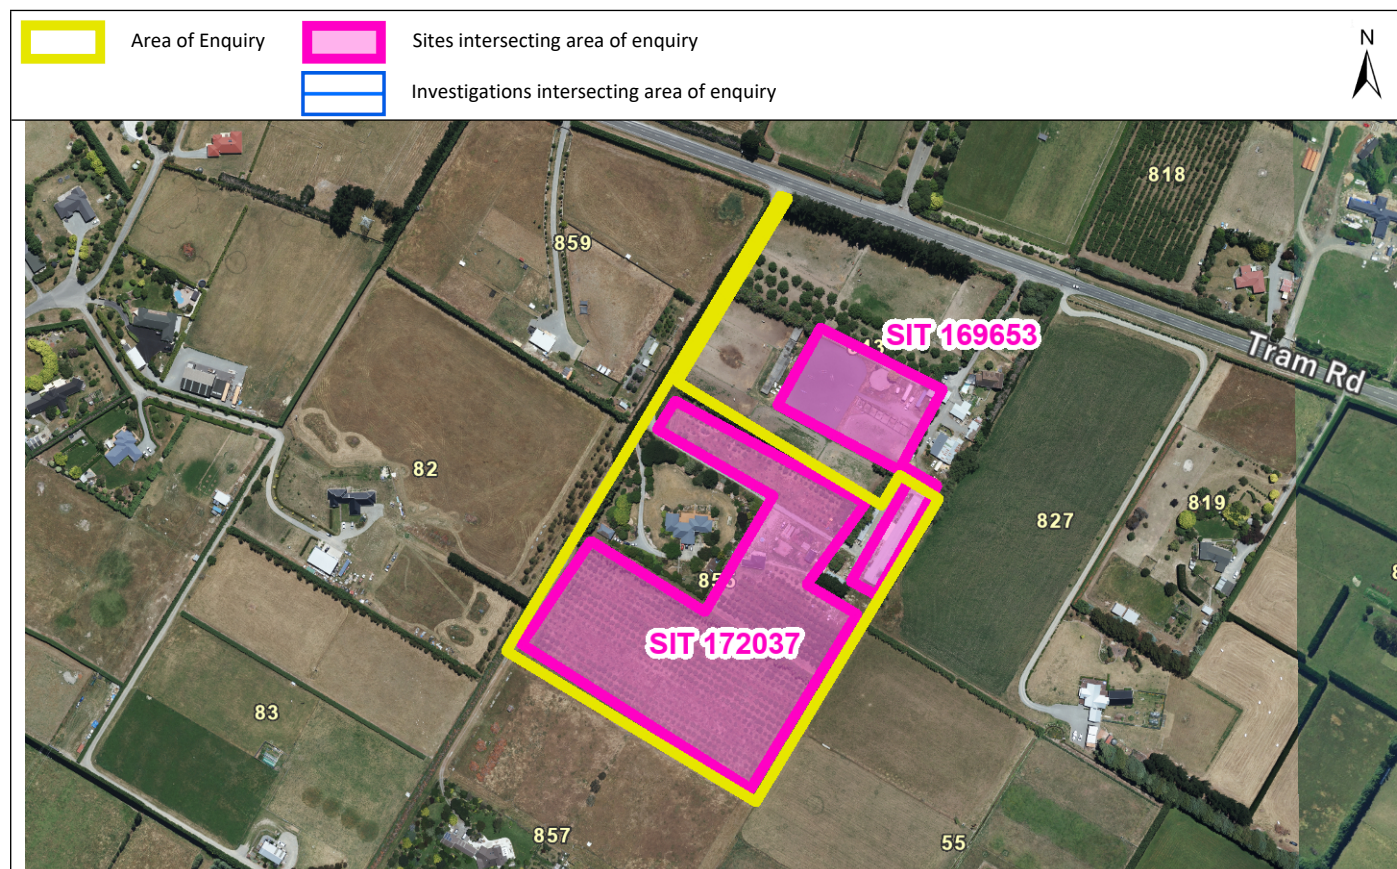 Area of Enquiry
Sites intersecting area of enquiry
N
Investigations intersecting area of enquiry
818
859
SIT 169653
Tram Rd
82
819
827
SIT 172037
83
857
55